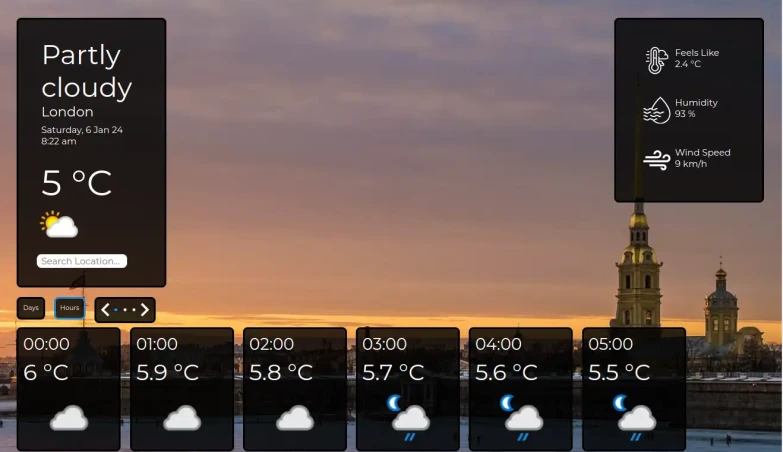 Partly
cloudy
London
Saturday, 6 Jan 24
8:22 am
5 °C
Search Location...
Feels Like
2.4 °C
Humidity
93 %
Wind Speed
9 km/h
Days
Hours
00:00
6 °C
01:00
5.9 °C
02:00
5.8 °C
03:00
5.7 °C
04:00
5.6 °C
05:00
5.5 °C